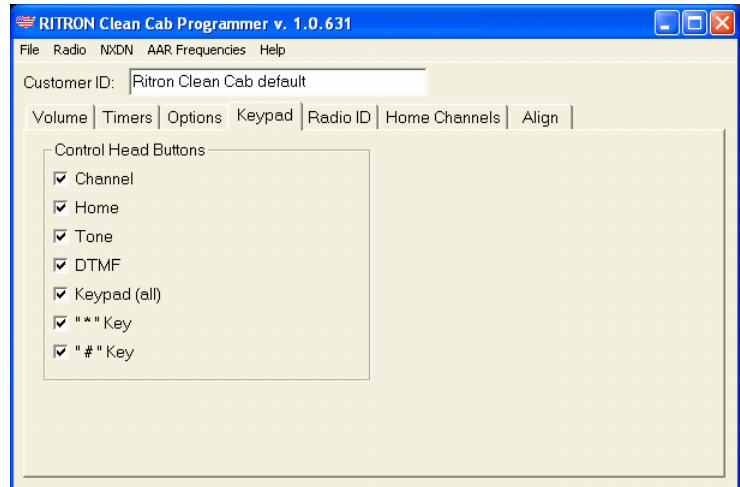 RITRON Clean Cab Programmer v. 1.0.631
File Radio NXDN AAR Frequencies Help
Customer ID: Ritron Clean Cab default
Volume Timers Options Keypad Radio ID Home Channels Align
Control Head Buttons
Channel
Home
Tone
DTMF
Keypad (all)
"*" Key
"#" Key